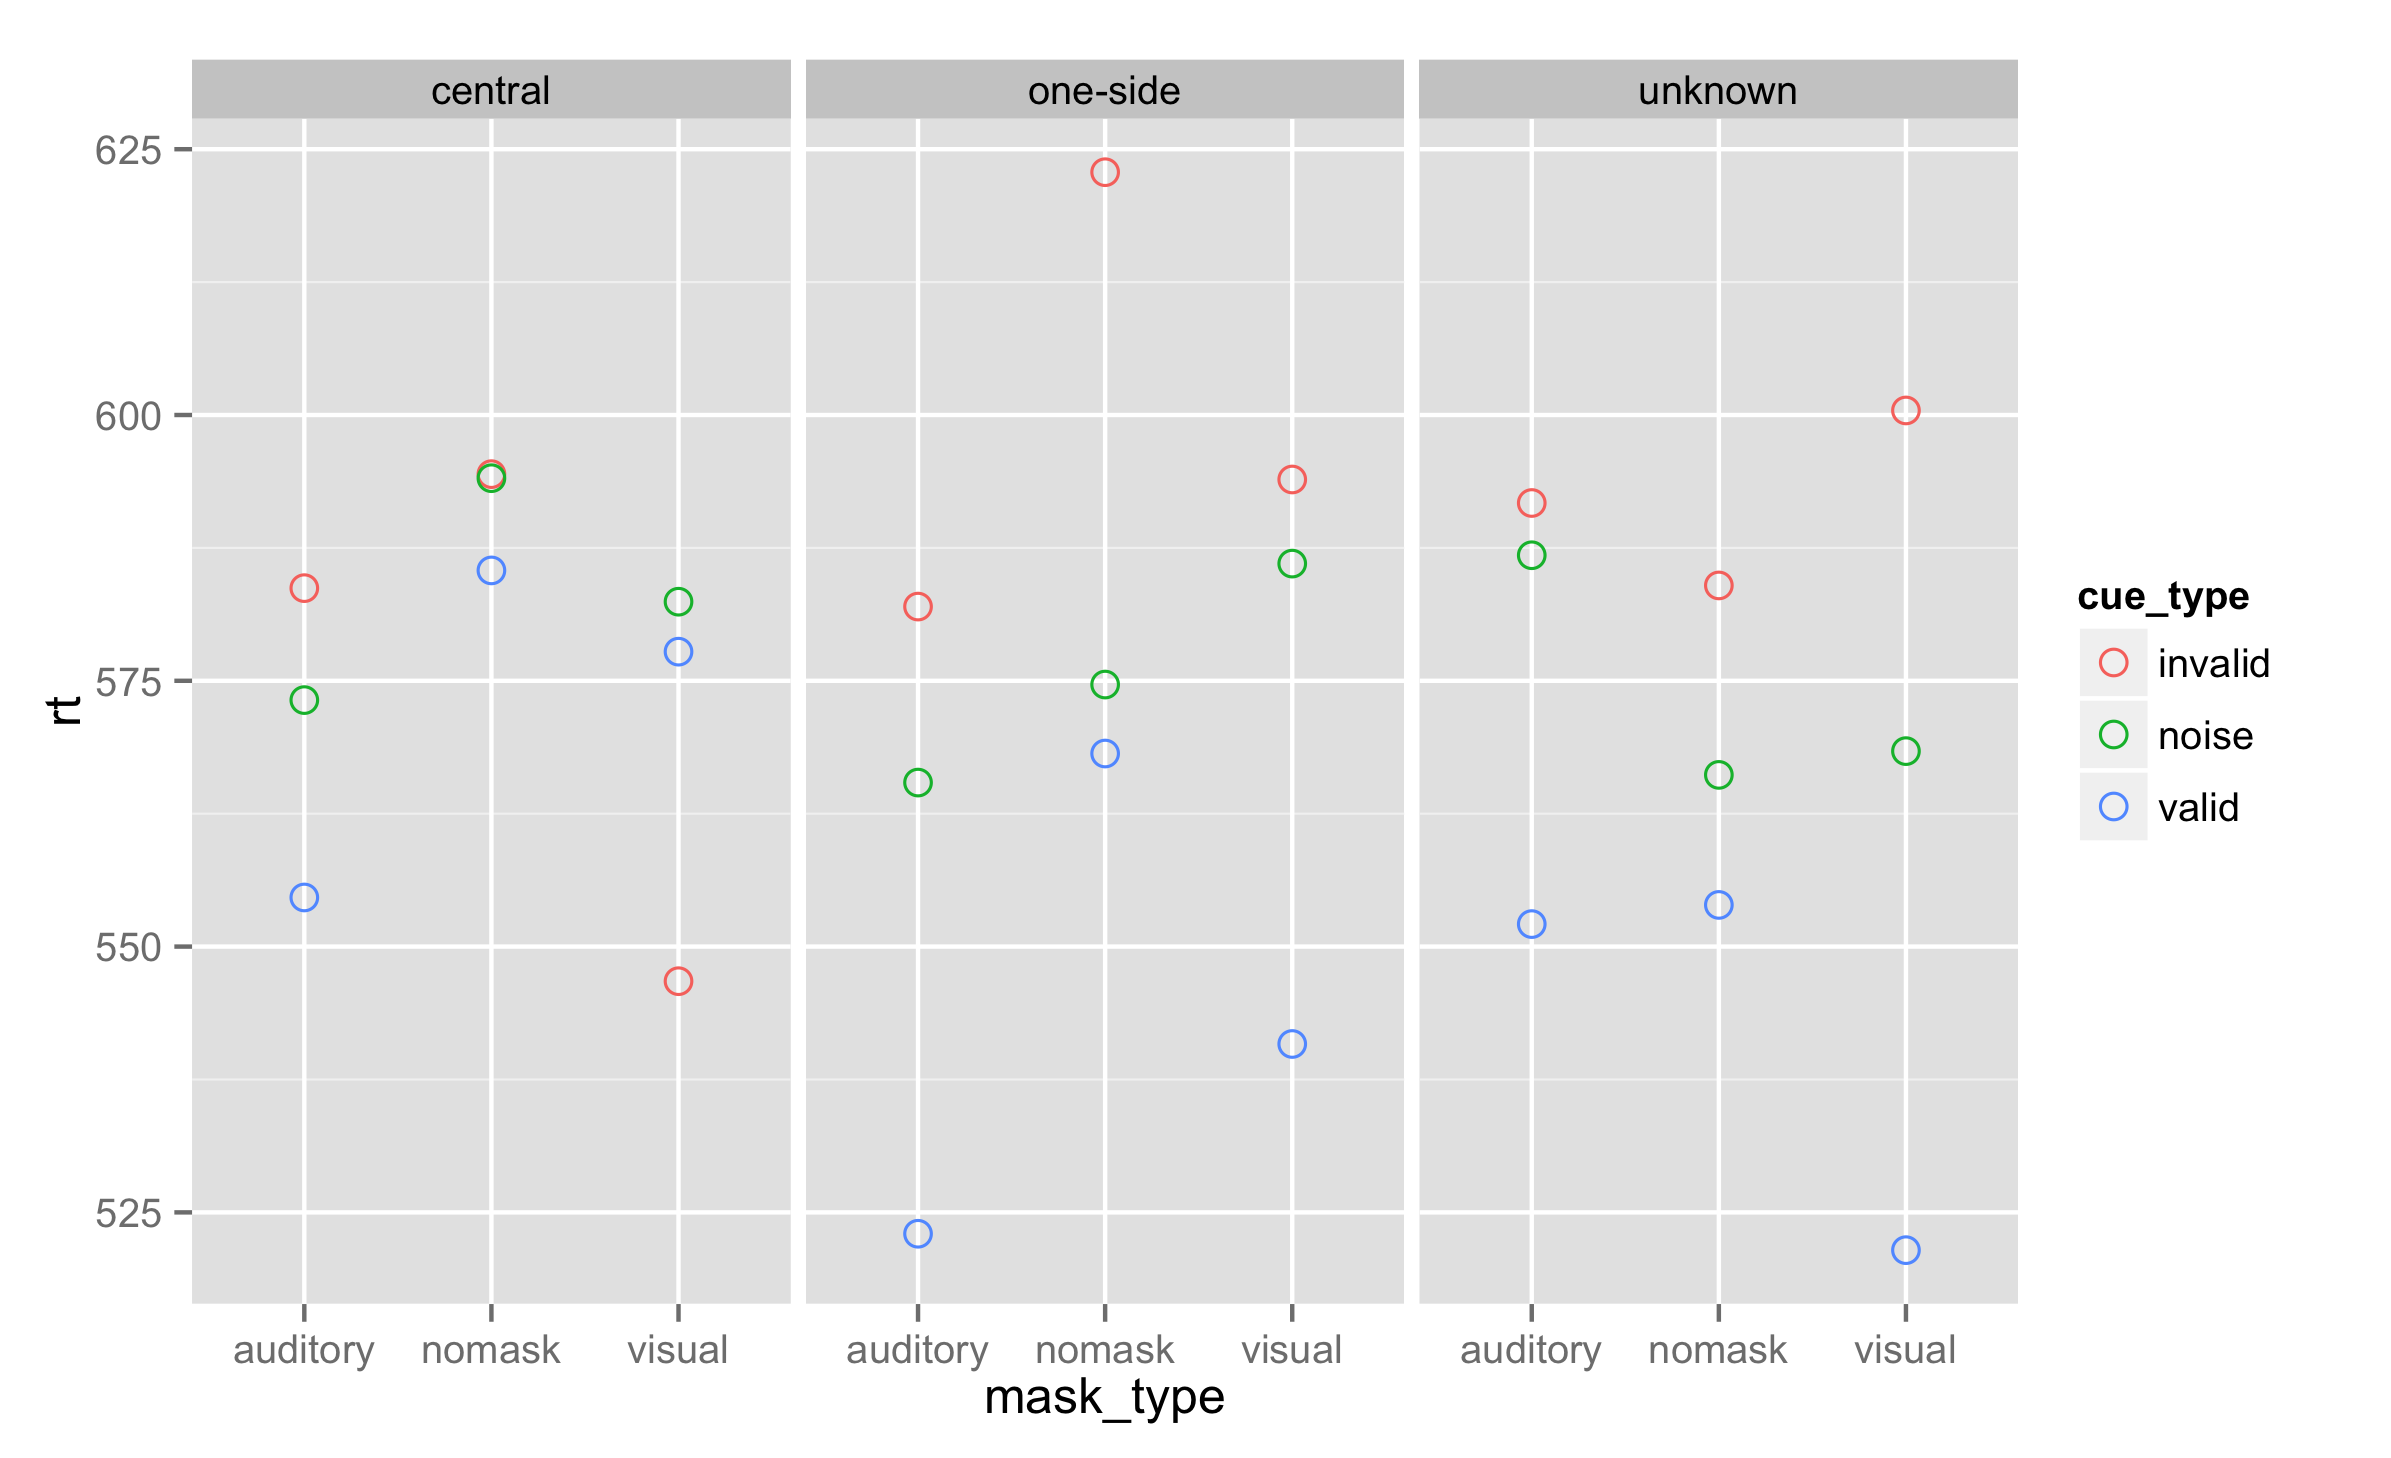 central one-side unknown
625
600
575
550
525
rt
auditory nomask visual auditory nomask visual auditory nomask visual
mask_type
cue_type
invalid
noise
valid